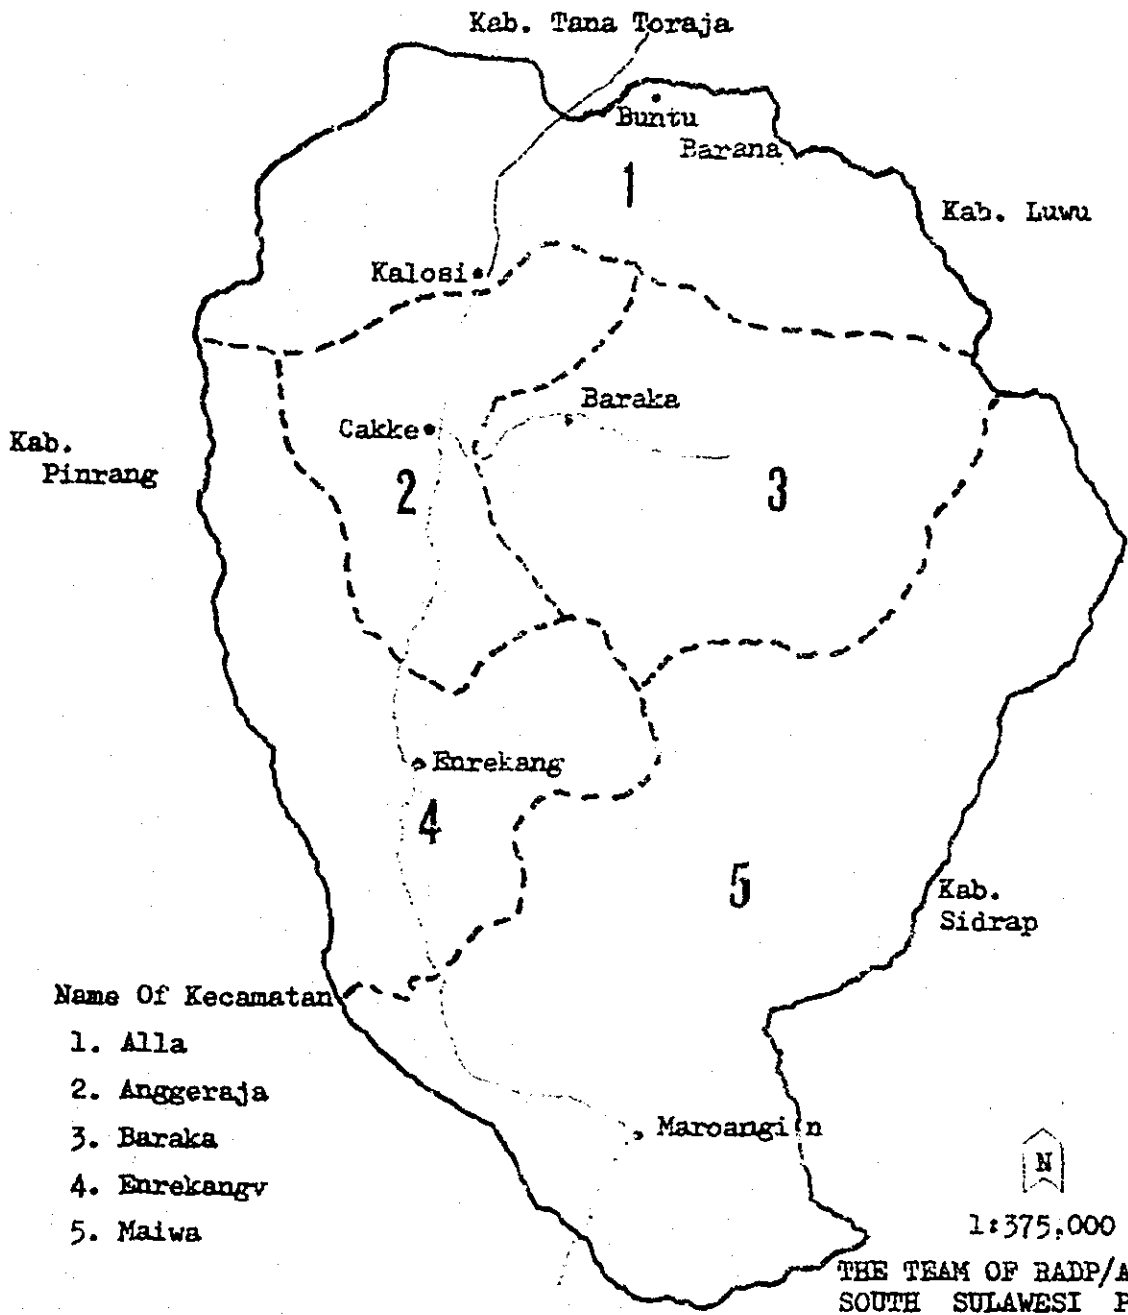 Kab. Tana Toraja
Buntu
Barana
1
Kab. Luwu
Kalosi
Baraka
Cakke
Kab.
Pinrang
2
3
Enrekang
4
5
Kab.
Sidrap
Name Of Kecamatan
1. Alla
2. Anggeraja
3. Baraka
4. Enrekangv
5. Maiwa
Maroangin
N
1:375,000
THE TEAM OF RADP/A
SOUTH SULAWESI P